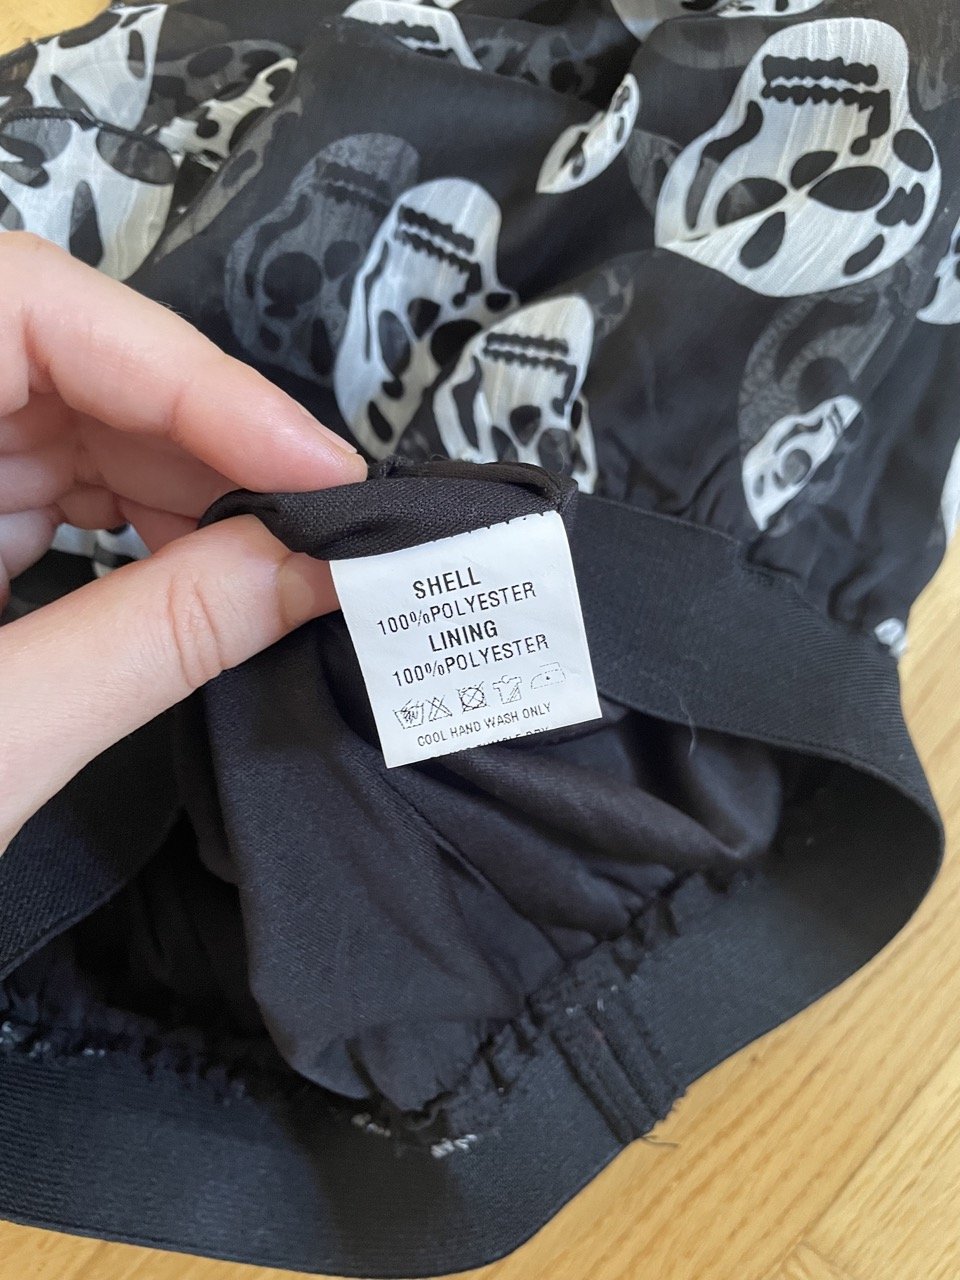 SHELL
100%POLYESTER
LINING
100%POLYESTER
COOL HAND WASH ONLY